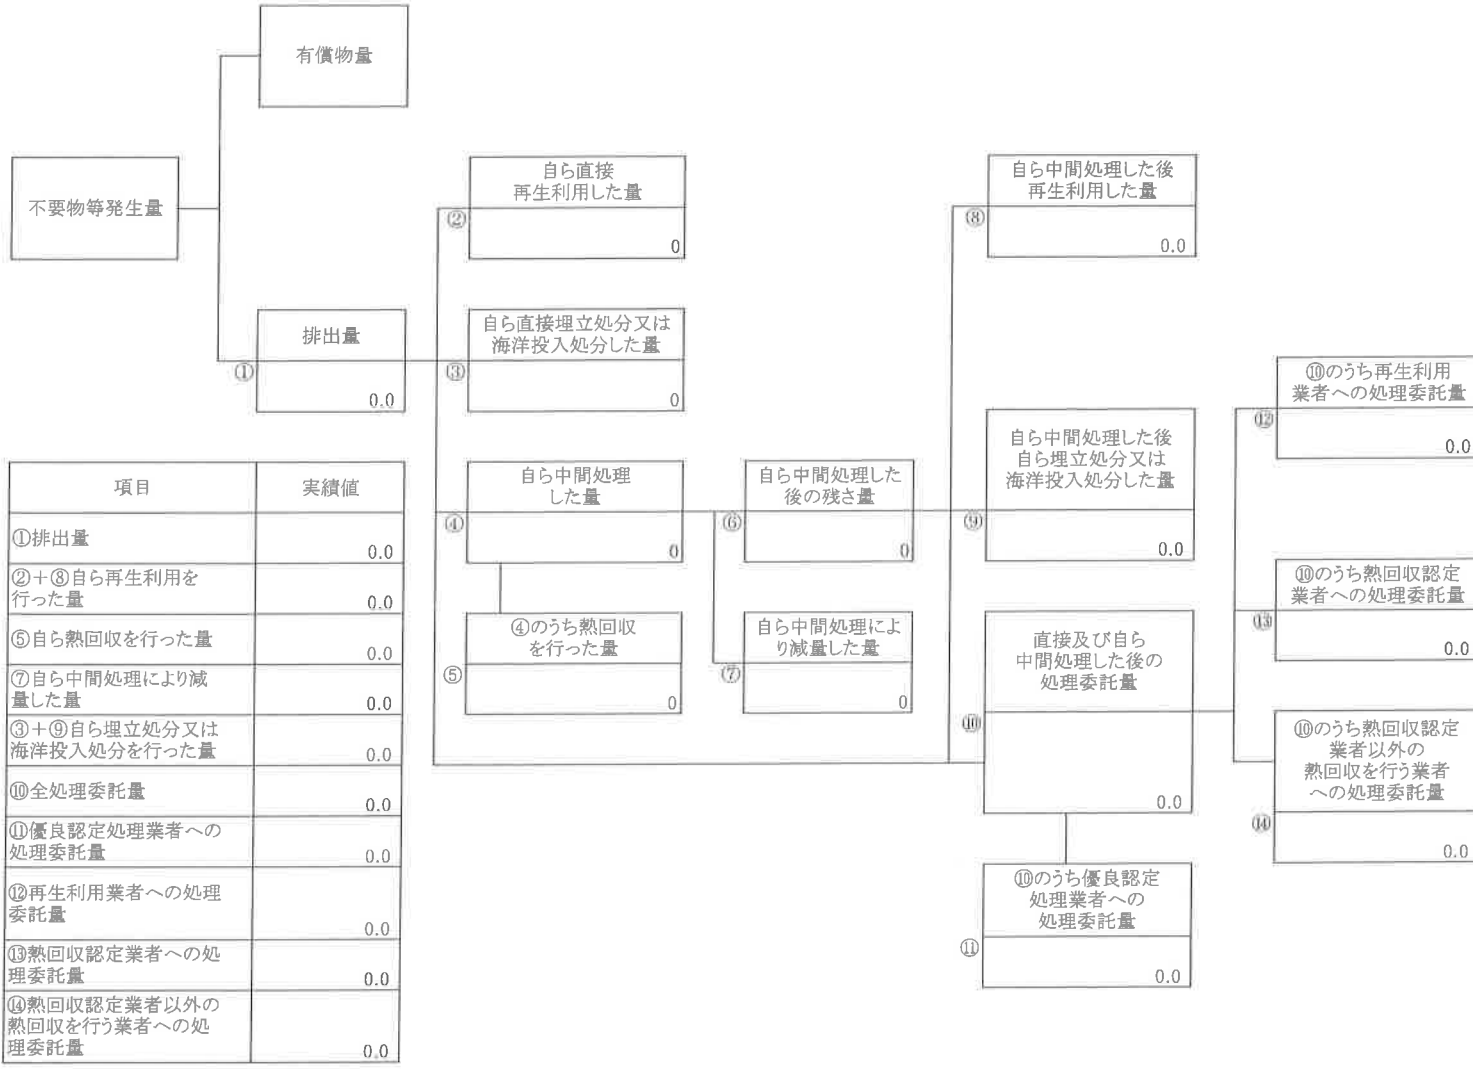 有償物量
不要物等発生量
排出量
①
0.0
自ら直接
再生利用した量
②
0
自ら直接埋立処分又は
海洋投入処分した量
③
0
自ら中間処理
した量
④
0
④のうち熱回収
を行った量
⑤
0
自ら中間処理した
後の残さ量
⑥
0
自ら中間処理によ
り減量した量
⑦
0
自ら中間処理した後
再生利用した量
⑧
0.0
自ら中間処理した後
自ら埋立処分又は
海洋投入処分した量
⑨
0.0
直接及び自ら
中間処理した後の
処理委託量
⑩
0.0
⑩のうち優良認定
処理業者への
処理委託量
⑪
0.0
⑩のうち再生利用
業者への処理委託量
⑫
0.0
⑩のうち熱回収認定
業者への処理委託量
⑬
0.0
⑩のうち熱回収認定
業者以外の
熱回収を行う業者
への処理委託量
⑭
0.0
項目 実績値
①排出量
0.0
②+⑧自ら再生利用を
行った量
0.0
⑤自ら熱回収を行った量
0.0
⑦自ら中間処理により減
量した量
0.0
③+⑨自ら埋立処分又は
海洋投入処分を行った量
0.0
⑩全処理委託量
0.0
⑪優良認定処理業者への
処理委託量
0.0
⑫再生利用業者への処理
委託量
0.0
⑬熱回収認定業者への処
理委託量
0.0
⑭熱回収認定業者以外の
熱回収を行う業者への処
理委託量
0.0